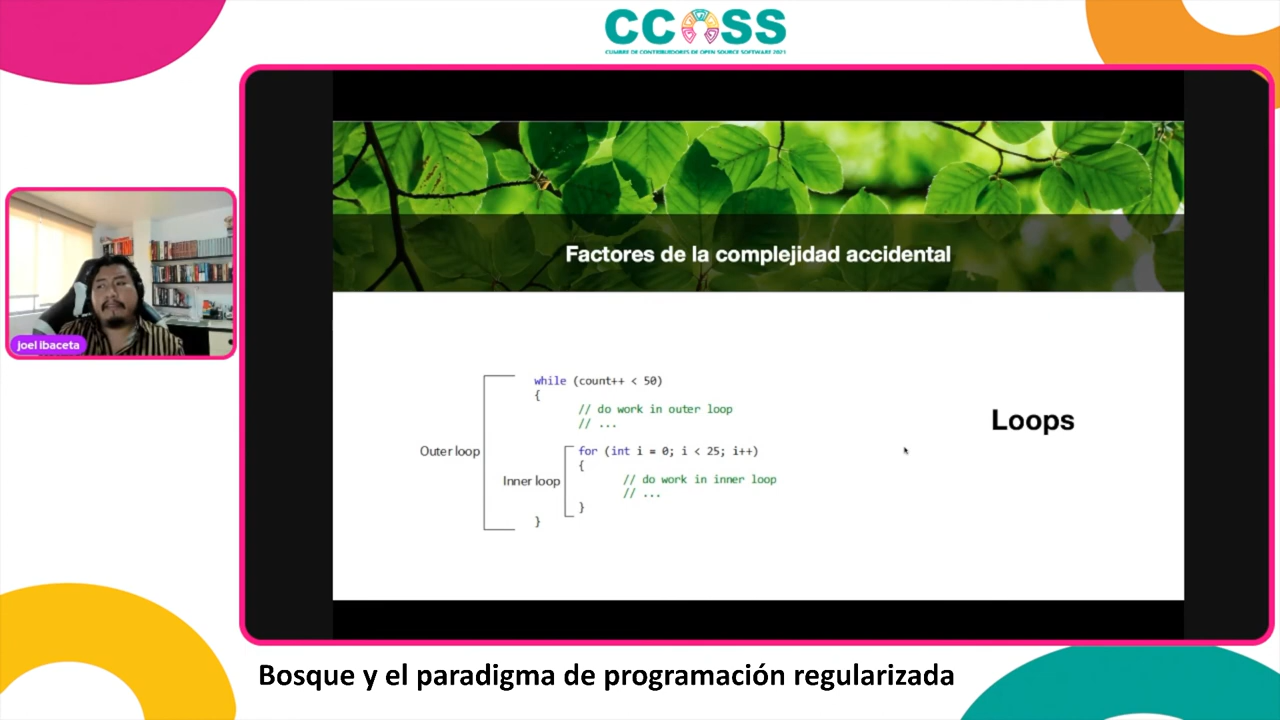 CCOSS
CUMBRE DE CONTRIBUIDORES DE OPEN SOURCE SOFTWARE 2021
Factores de la complejidad accidental
while (count++ < 50)
{
// do work in outer loop
// ...
Outer loop
for (int i = 0; i < 25; i++)
{
Inner loop
// do work in inner loop
// ...
}
}
Loops
joel ibaceta
Bosque y el paradigma de programación regularizada